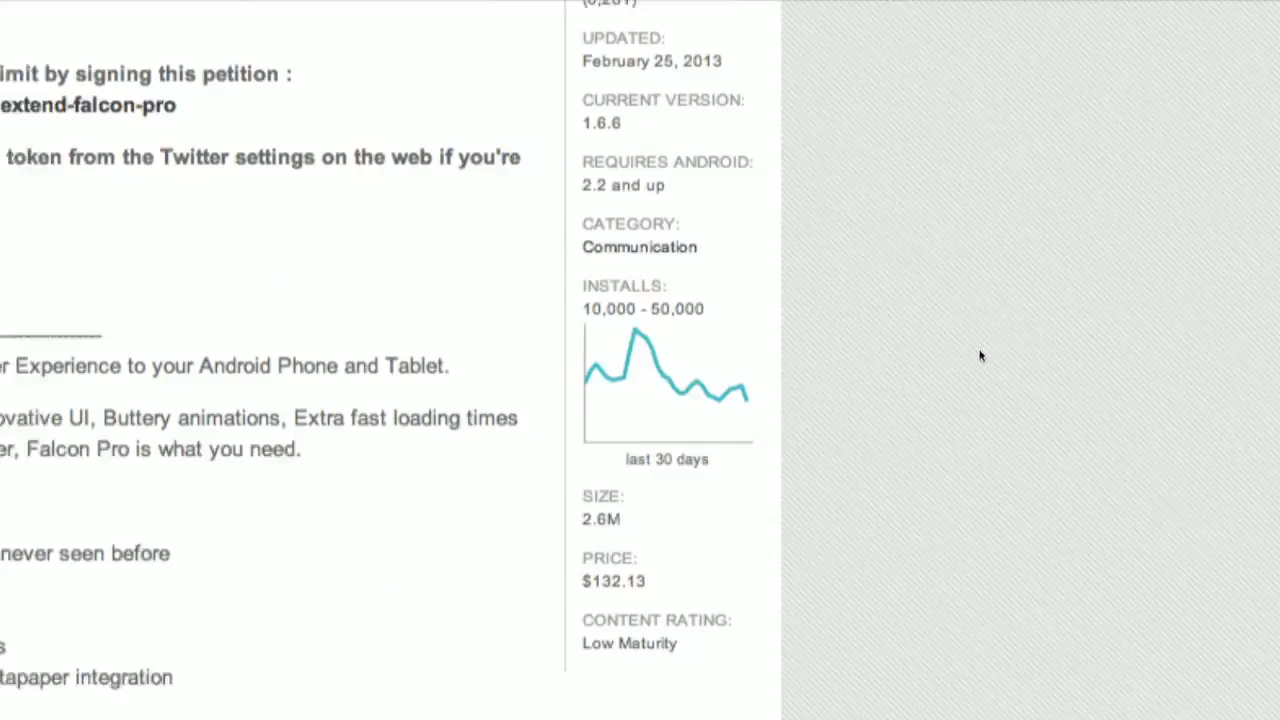 imit by signing this petition :
extend-falcon-pro
token from the Twitter settings on the web if you're
r Experience to your Android Phone and Tablet.
ovative UI, Buttery animations, Extra fast loading times
er, Falcon Pro is what you need.
never seen before
s
tapaper integration
UPDATED:
February 25, 2013
CURRENT VERSION:
1.6.6
REQUIRES ANDROID:
2.2 and up
CATEGORY:
Communication
INSTALLS:
10,000 - 50,000
last 30 days
SIZE:
2.6M
PRICE:
$132.13
CONTENT RATING:
Low Maturity